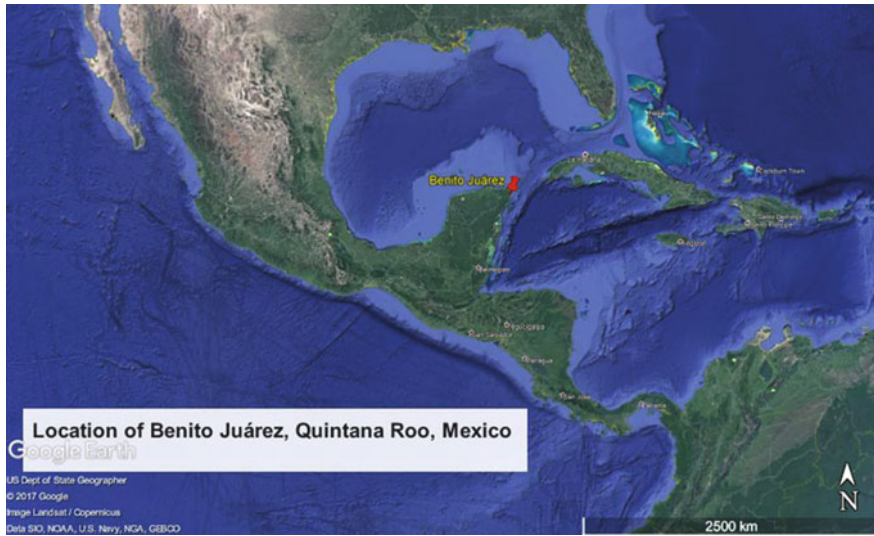 Benito Juárez
Location of Benito Juárez, Quintana Roo, Mexico
Google Earth
US Dept of State Geographer
© 2017 Google
Image Landsat / Copernicus
Data SIO, NOAA, U.S. Navy, NGA, GEBCO
N
2500 km